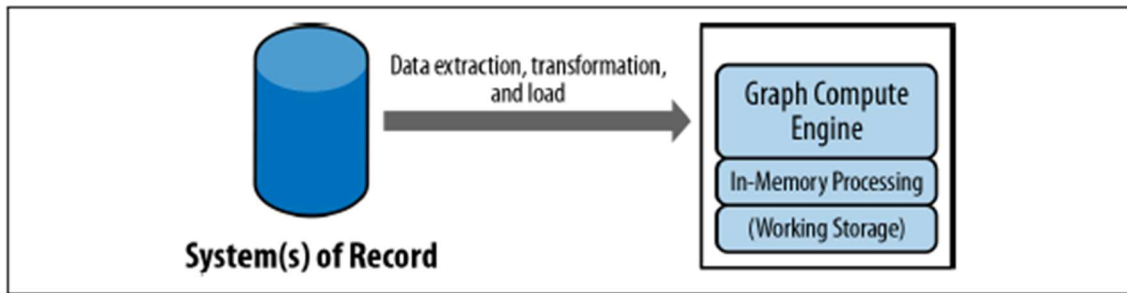 Data extraction, transformation,
and load
System(s) of Record
Graph Compute
Engine
In-Memory Processing
(Working Storage)